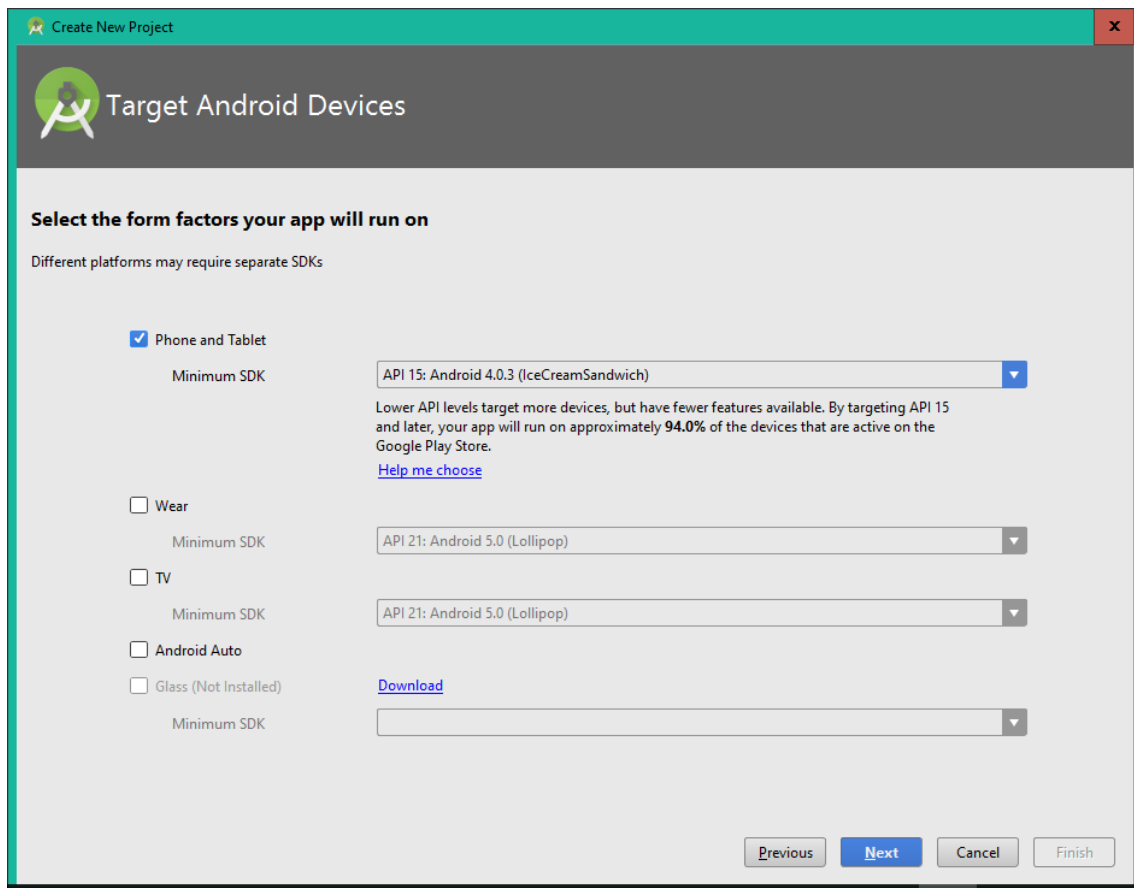 Create New Project
x
Target Android Devices
Select the form factors your app will run on
Different platforms may require separate SDKs
Phone and Tablet
Minimum SDK API 15: Android 4.0.3 (IceCreamSandwich)
Lower API levels target more devices, but have fewer features available. By targeting API 15
and later, your app will run on approximately 94.0% of the devices that are active on the
Google Play Store.
Help me choose
Wear
Minimum SDK API 21: Android 5.0 (Lollipop)
TV
Minimum SDK API 21: Android 5.0 (Lollipop)
Android Auto
Glass (Not Installed) Download
Minimum SDK
Previous Next Cancel Finish